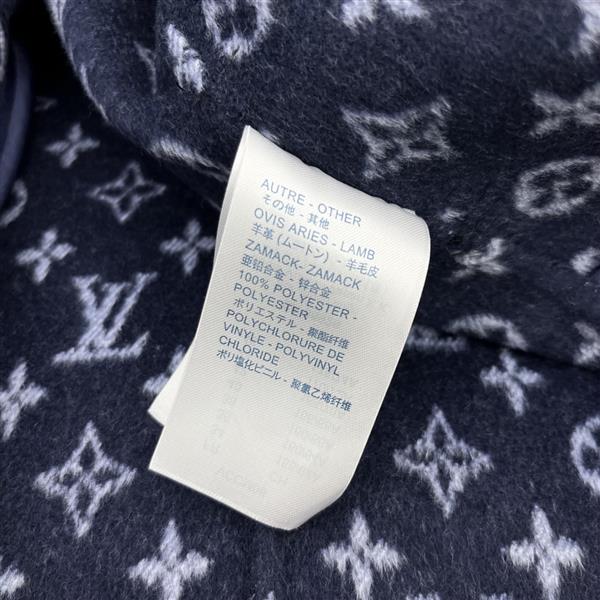 AUTRE - OTHER
その他 - 其他
OVIS ARIES - LAMB
羊革 (ムートン) - 羊毛皮
ZAMACK- ZAMACK
亜鉛合金 - 锌合金
100% POLYESTER -
POLYESTER
ポリエステル - 聚酯纤维
POLYCHLORURE DE
VINYLE - POLYVINYL
CHLORIDE
ポリ塩化ビニル - 聚氯乙烯纤维
LV